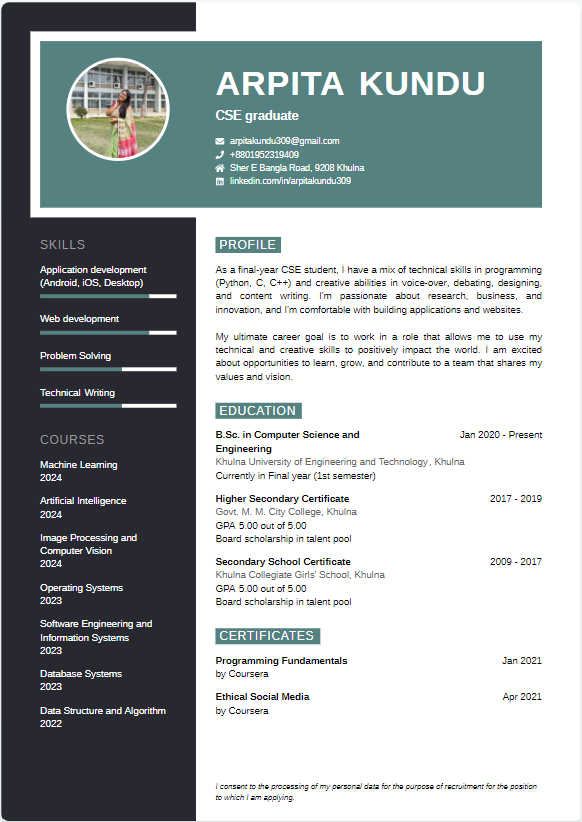 ARPITA KUNDU
CSE graduate
arpitakundu309@gmail.com
+8801952319409
Sher E Bangla Road, 9208 Khulna
linkedin.com/in/arpitakundu309
SKILLS
Application development
(Android, iOS, Desktop)
Web development
Problem Solving
Technical Writing
COURSES
Machine Learning
2024
Artificial Intelligence
2024
Image Processing and
Computer Vision
2024
Operating Systems
2023
Software Engineering and
Information Systems
2023
Database Systems
2023
Data Structure and Algorithm
2022
PROFILE
As a final-year CSE student, I have a mix of technical skills in programming
(Python, C, C++) and creative abilities in voice-over, debating, designing,
and content writing. I'm passionate about research, business, and
innovation, and I'm comfortable with building applications and websites.
My ultimate career goal is to work in a role that allows me to use my
technical and creative skills to positively impact the world. I am excited
about opportunities to learn, grow, and contribute to a team that shares my
values and vision.
EDUCATION
B.Sc. in Computer Science and Jan 2020 - Present
Engineering
Khulna University of Engineering and Technology, Khulna
Currently in Final year (1st semester)
Higher Secondary Certificate 2017 - 2019
Govt. M. M. City College, Khulna
GPA 5.00 out of 5.00
Board scholarship in talent pool
Secondary School Certificate 2009 - 2017
Khulna Collegiate Girls' School, Khulna
GPA 5.00 out of 5.00
Board scholarship in talent pool
CERTIFICATES
Programming Fundamentals Jan 2021
by Coursera
Ethical Social Media Apr 2021
by Coursera
I consent to the processing of my personal data for the purpose of recruitment for the position
to which I am applying.